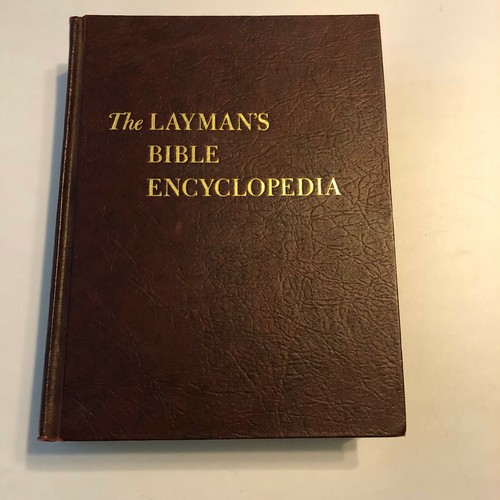 The LAYMAN'S
BIBLE
ENCYCLOPEDIA